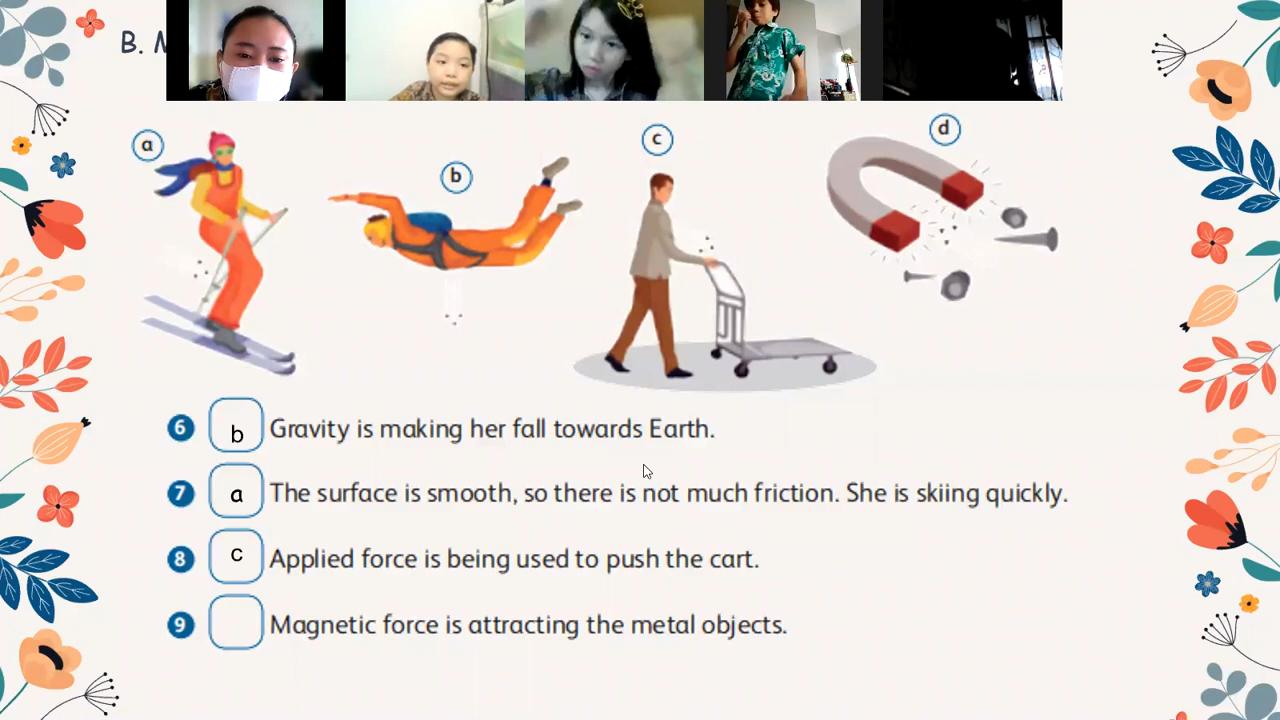 B.
a
b
c
d
6 b Gravity is making her fall towards Earth.
7 a The surface is smooth, so there is not much friction. She is skiing quickly.
8 c Applied force is being used to push the cart.
9 Magnetic force is attracting the metal objects.